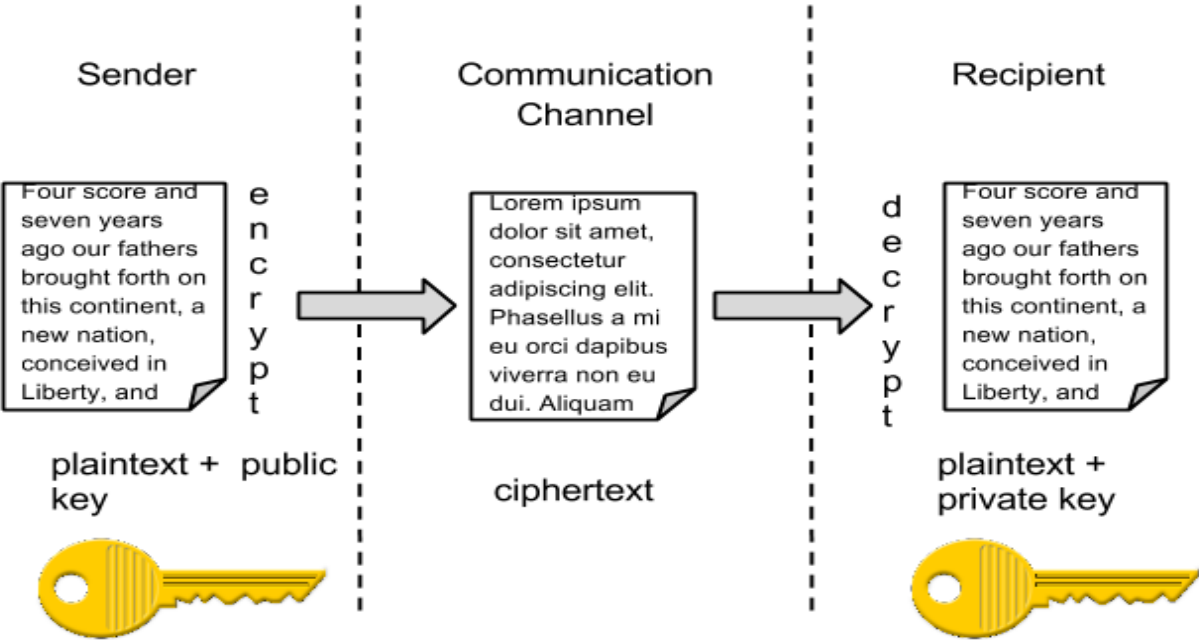 Sender
Four score and
seven years
ago our fathers
brought forth on
this continent, a
new nation,
conceived in
Liberty, and
encrypt
plaintext + public
key
Communication
Channel
Lorem ipsum
dolor sit amet,
consectetur
adipiscing elit.
Phasellus a mi
eu orci dapibus
viverra non eu
dui. Aliquam
ciphertext
Recipient
decrypt
Four score and
seven years
ago our fathers
brought forth on
this continent, a
new nation,
conceived in
Liberty, and
plaintext +
private key